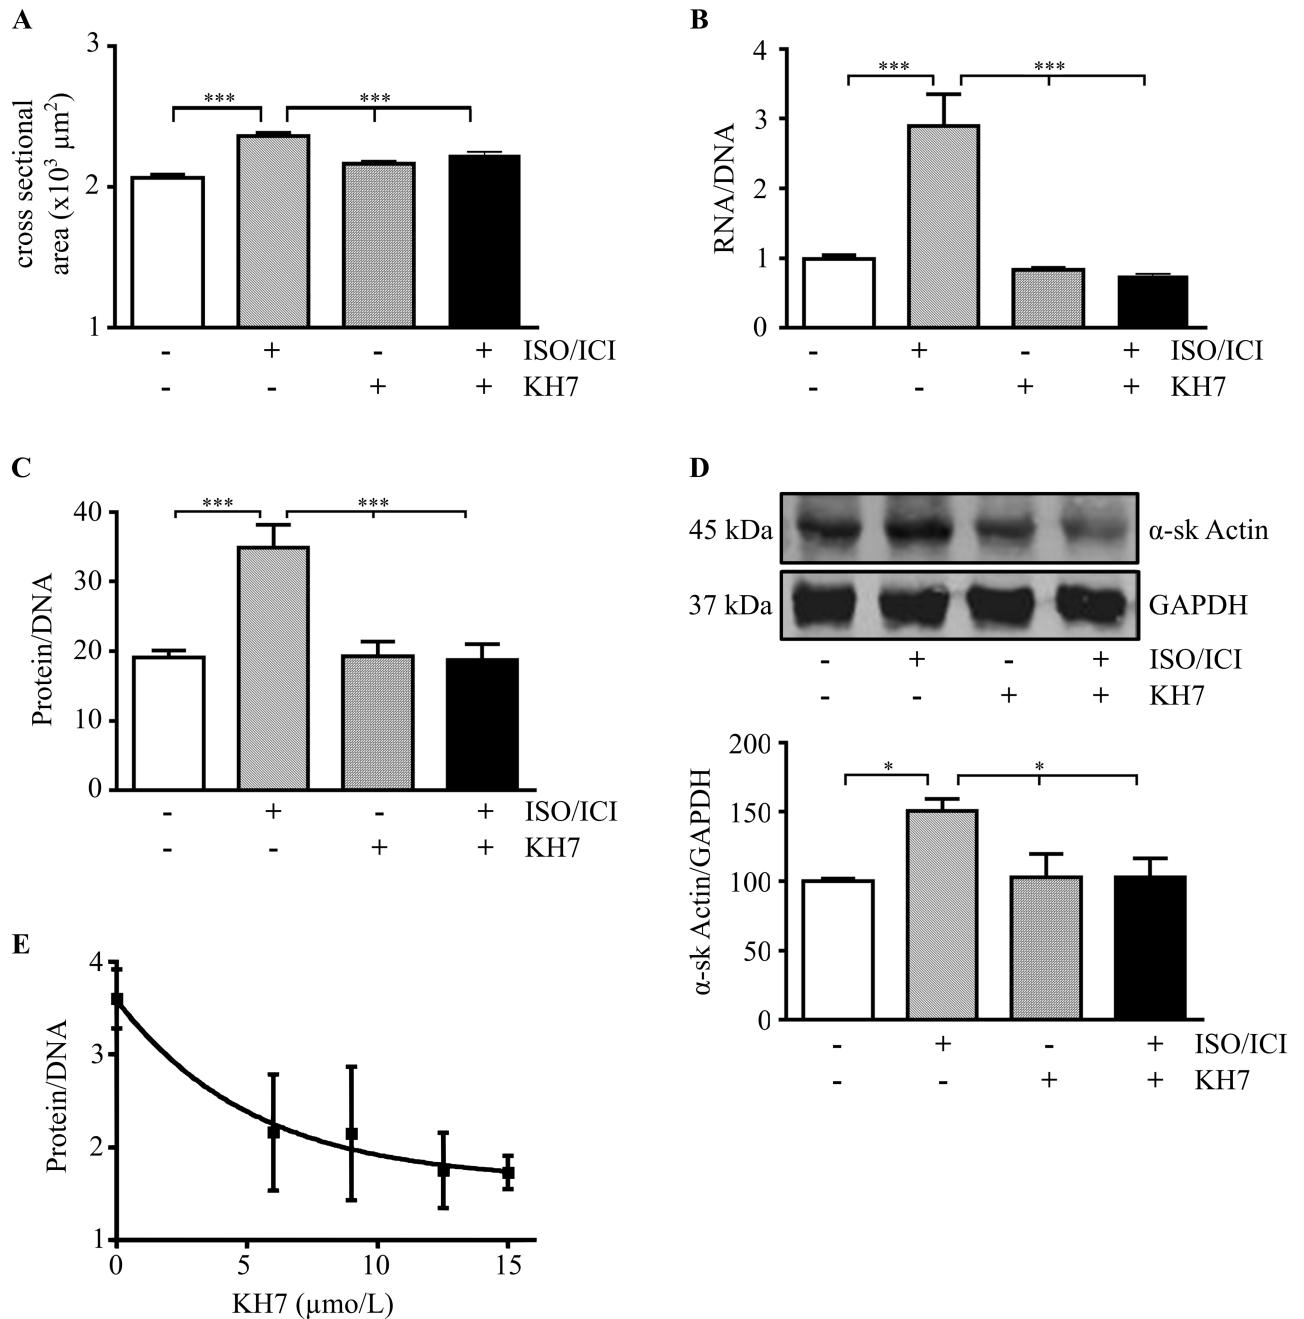 A
3
2
1
cross sectional
area (x10³ µm²)
*** ***
- + - + ISO/ICI
- - + + KH7
B
4
3
2
1
0
RNA/DNA
*** ***
- + - + ISO/ICI
- - + + KH7
C
40
30
20
10
0
Protein/DNA
*** ***
- + - + ISO/ICI
- - + + KH7
D
45 kDa α-sk Actin
37 kDa GAPDH
- + - + ISO/ICI
- - + + KH7
200
150
100
50
0
α-sk Actin/GAPDH
* *
- + - + ISO/ICI
- - + + KH7
E
4
3
2
1
Protein/DNA
0 5 10 15
KH7 (µmo/L)